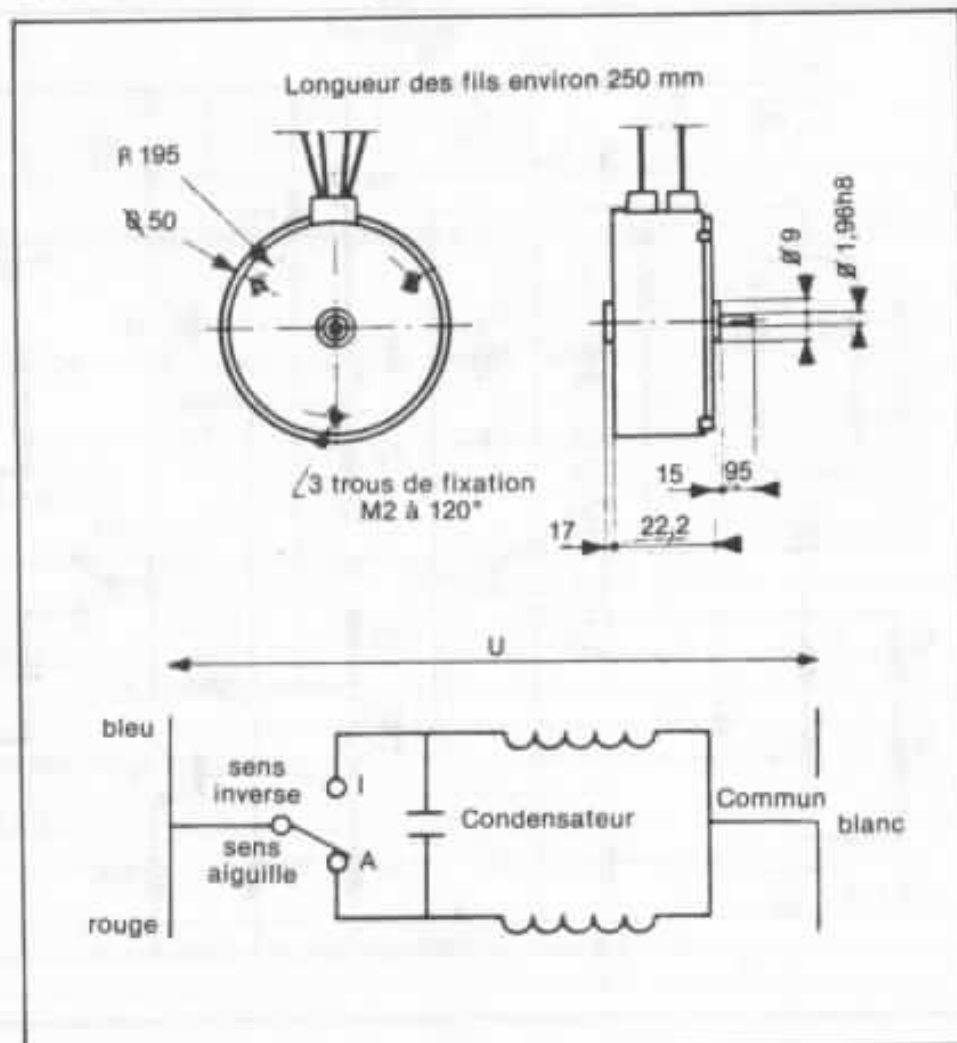 Longueur des fils environ 250 mm
R 195
Ø 50
Ø 9
Ø 1,96h8
3 trous de fixation
M2 à 120°
15
95
17
22,2
U
bleu
sens
inverse
I
Condensateur
Commun
blanc
sens
aiguille
A
rouge